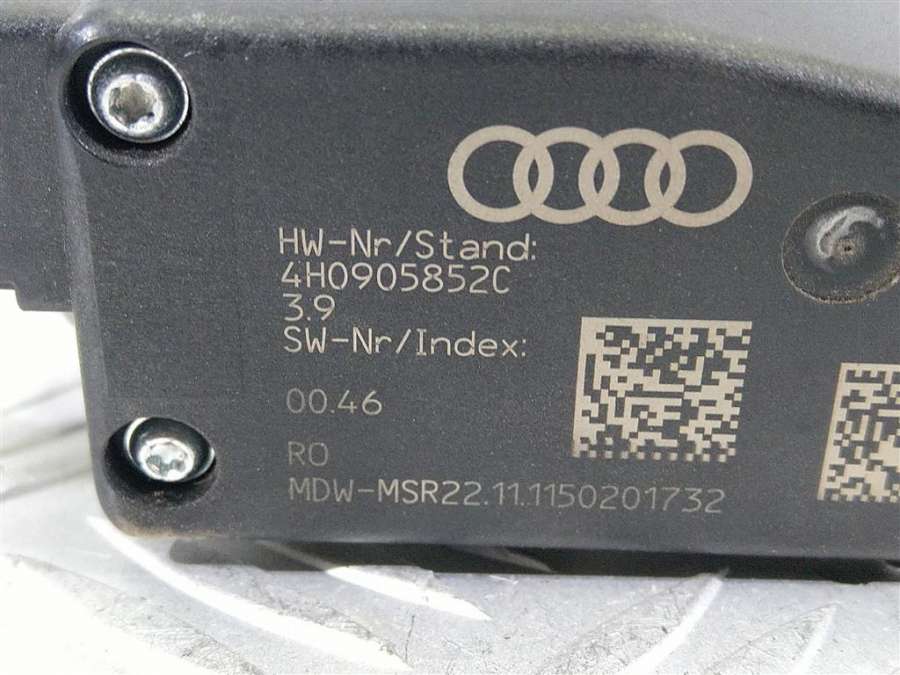 HW-Nr/Stand:
4H0905852C
3.9
SW-Nr/Index:
00.46
RO
MDW-MSR22.11.1150201732